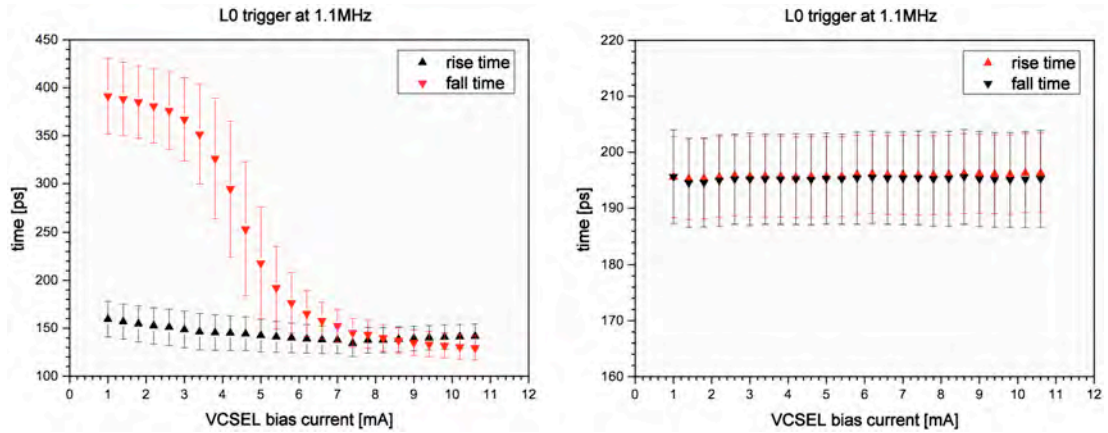 L0 trigger at 1.1MHz
450
400
350
300
250
200
150
100
time [ps]
rise time
fall time
0 1 2 3 4 5 6 7 8 9 10 11 12
VCSEL bias current [mA]
L0 trigger at 1.1MHz
220
200
180
160
time [ps]
rise time
fall time
0 1 2 3 4 5 6 7 8 9 10 11 12
VCSEL bias current [mA]